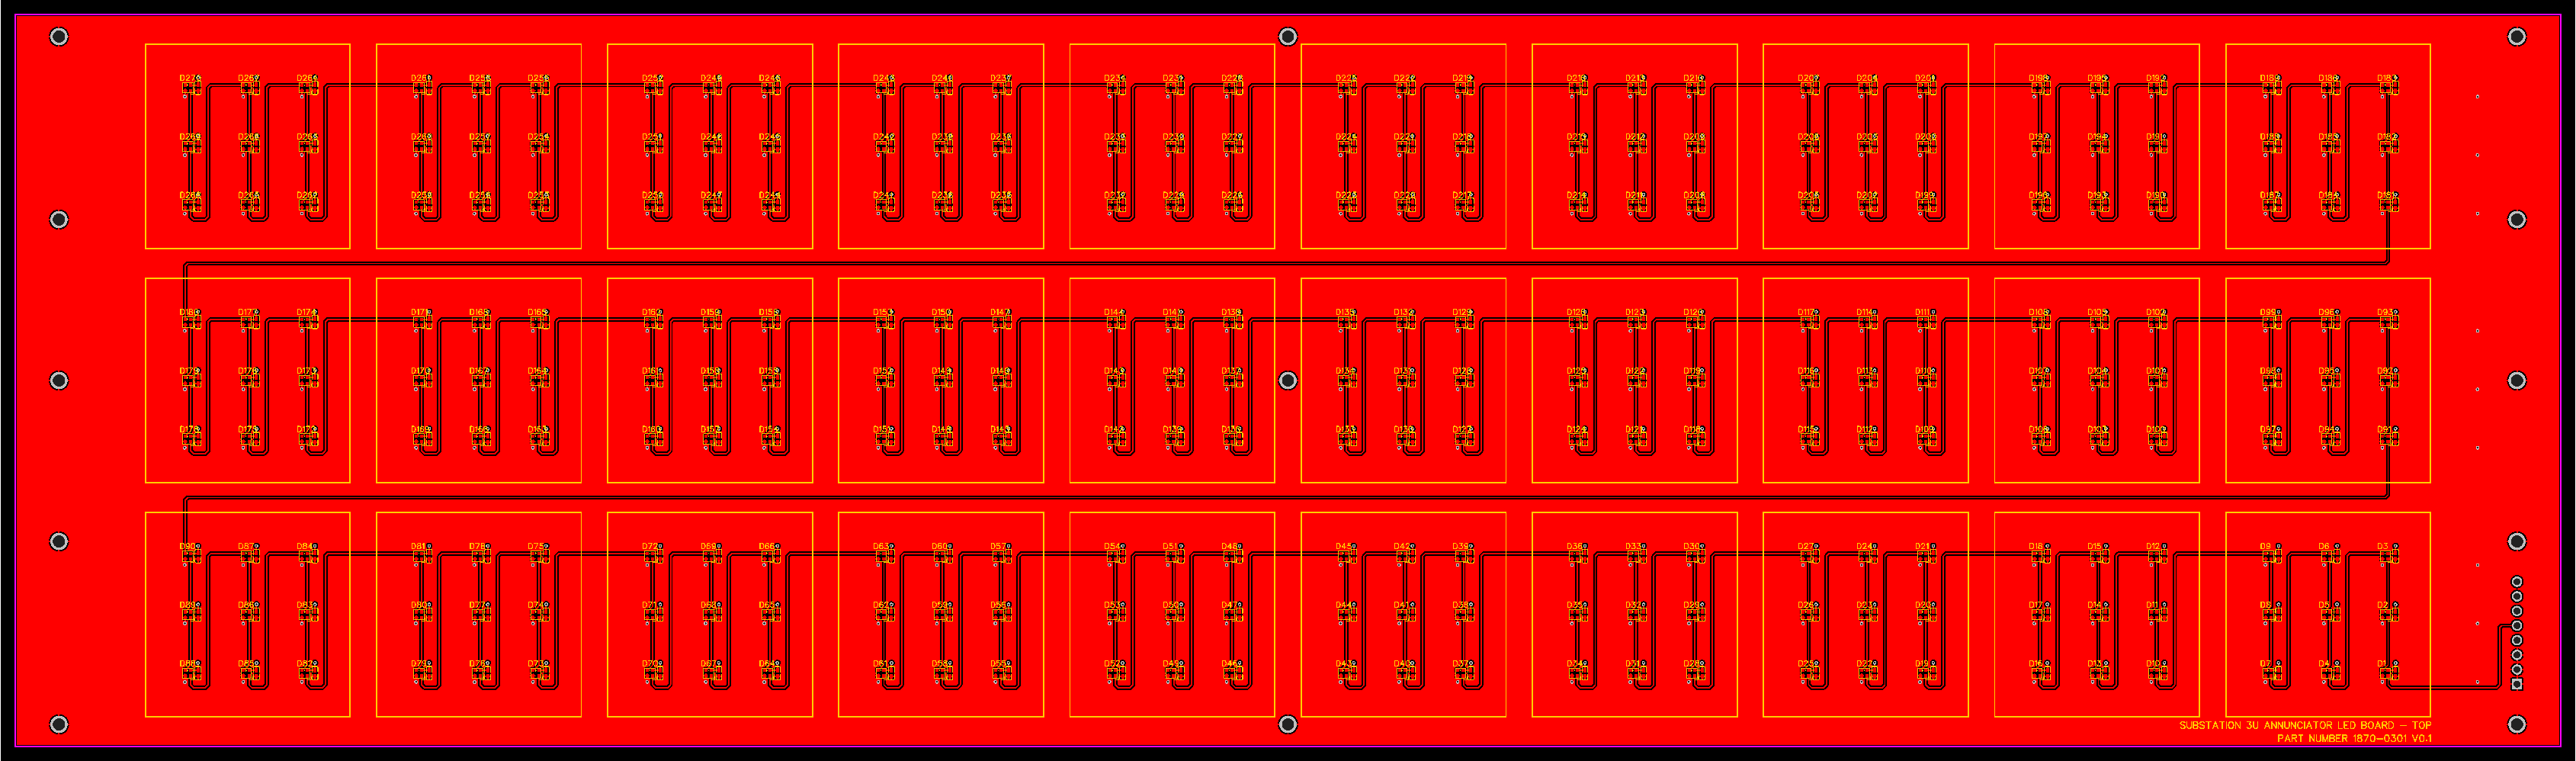 D270 D267 D264 D261 D258 D255 D252 D249 D246 D243 D240 D237 D234 D231 D228 D225 D222 D219 D216 D213 D210 D207 D204 D201 D198 D195 D192 D189 D186 D183
D269 D266 D263 D260 D257 D254 D251 D248 D245 D242 D239 D236 D233 D230 D227 D224 D221 D218 D215 D212 D209 D206 D203 D200 D197 D194 D191 D188 D185 D182
D268 D265 D262 D259 D256 D253 D250 D247 D244 D241 D238 D235 D232 D229 D226 D223 D220 D217 D214 D211 D208 D205 D202 D199 D196 D193 D190 D187 D184 D181
D180 D177 D174 D171 D168 D165 D162 D159 D156 D153 D150 D147 D144 D141 D138 D135 D132 D129 D126 D123 D120 D117 D114 D111 D108 D105 D102 D99 D96 D93
D179 D176 D173 D170 D167 D164 D161 D158 D155 D152 D149 D146 D143 D140 D137 D134 D131 D128 D125 D122 D119 D116 D113 D110 D107 D104 D101 D98 D95 D92
D178 D175 D172 D169 D166 D163 D160 D157 D154 D151 D148 D145 D142 D139 D136 D133 D130 D127 D124 D121 D118 D115 D112 D109 D106 D103 D100 D97 D94 D91
D90 D87 D84 D81 D78 D75 D72 D69 D66 D63 D60 D57 D54 D51 D48 D45 D42 D39 D36 D33 D30 D27 D24 D21 D18 D15 D12 D9 D6 D3
D89 D86 D83 D80 D77 D74 D71 D68 D65 D62 D59 D56 D53 D50 D47 D44 D41 D38 D35 D32 D29 D26 D23 D20 D17 D14 D11 D8 D5 D2
D88 D85 D82 D79 D76 D73 D70 D67 D64 D61 D58 D55 D52 D49 D46 D43 D40 D37 D34 D31 D28 D25 D22 D19 D16 D13 D10 D7 D4 D1
SUBSTATION 3U ANNUNCIATOR LED BOARD - TOP
PART NUMBER 1870-0301 V0.1